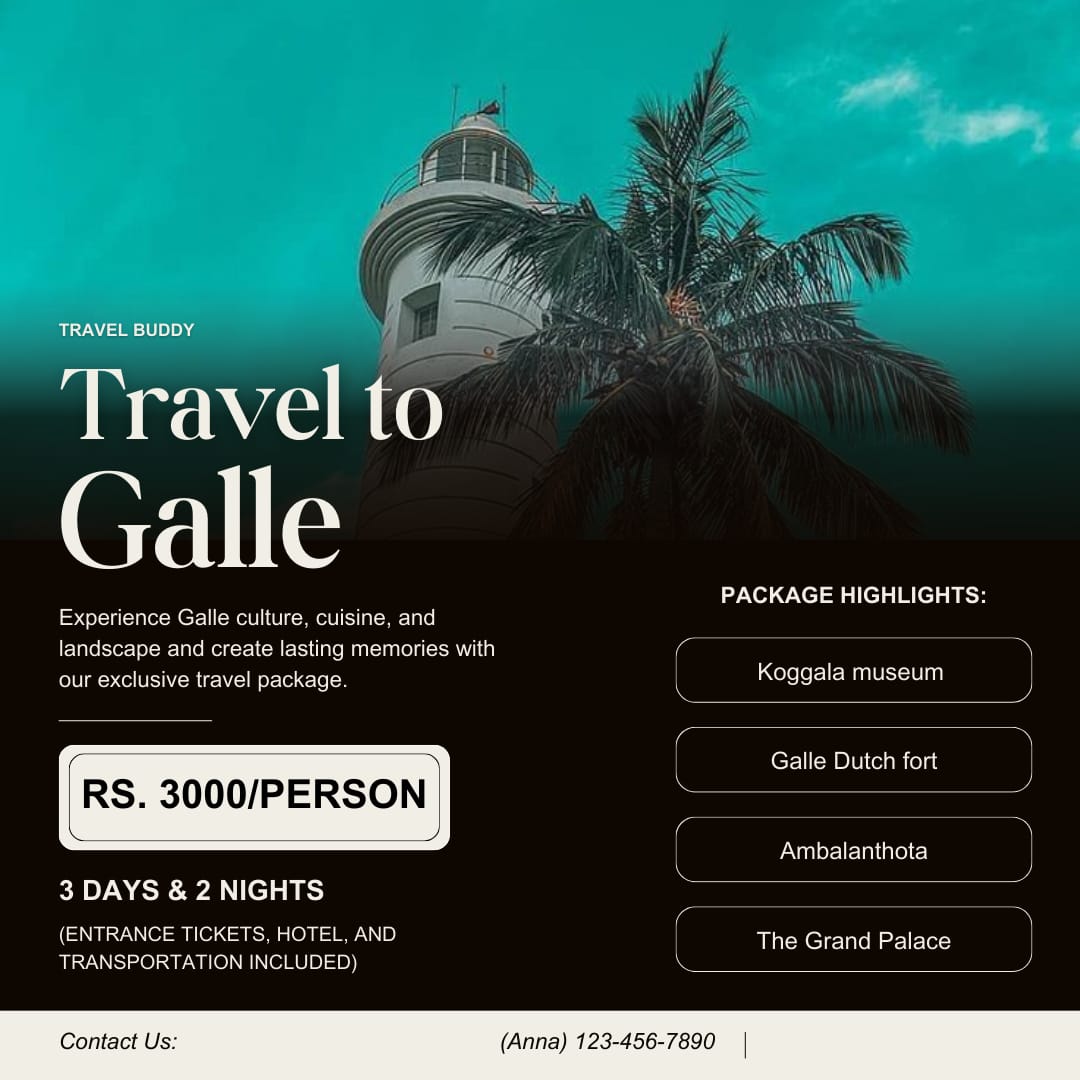 TRAVEL BUDDY
Travel to
Galle
Experience Galle culture, cuisine, and
landscape and create lasting memories with
our exclusive travel package.
RS. 3000/PERSON
3 DAYS & 2 NIGHTS
(ENTRANCE TICKETS, HOTEL, AND
TRANSPORTATION INCLUDED)
PACKAGE HIGHLIGHTS:
Koggala museum
Galle Dutch fort
Ambalanthota
The Grand Palace
Contact Us:
(Anna) 123-456-7890